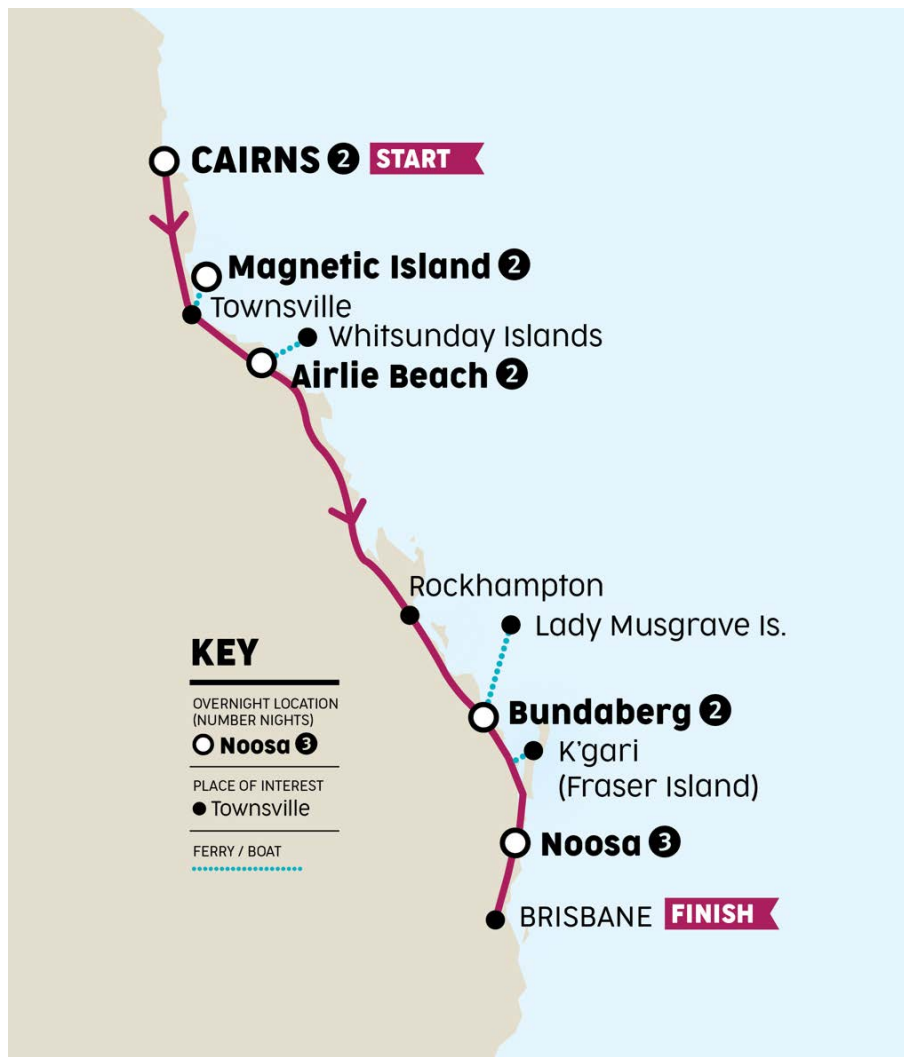 CAIRNS 2 START
Magnetic Island 2
Townsville
Whitsunday Islands
Airlie Beach 2
Rockhampton
Lady Musgrave Is.
Bundaberg 2
K'gari
(Fraser Island)
Noosa 3
BRISBANE FINISH
KEY
OVERNIGHT LOCATION
(NUMBER NIGHTS)
Noosa 3
PLACE OF INTEREST
Townsville
FERRY / BOAT